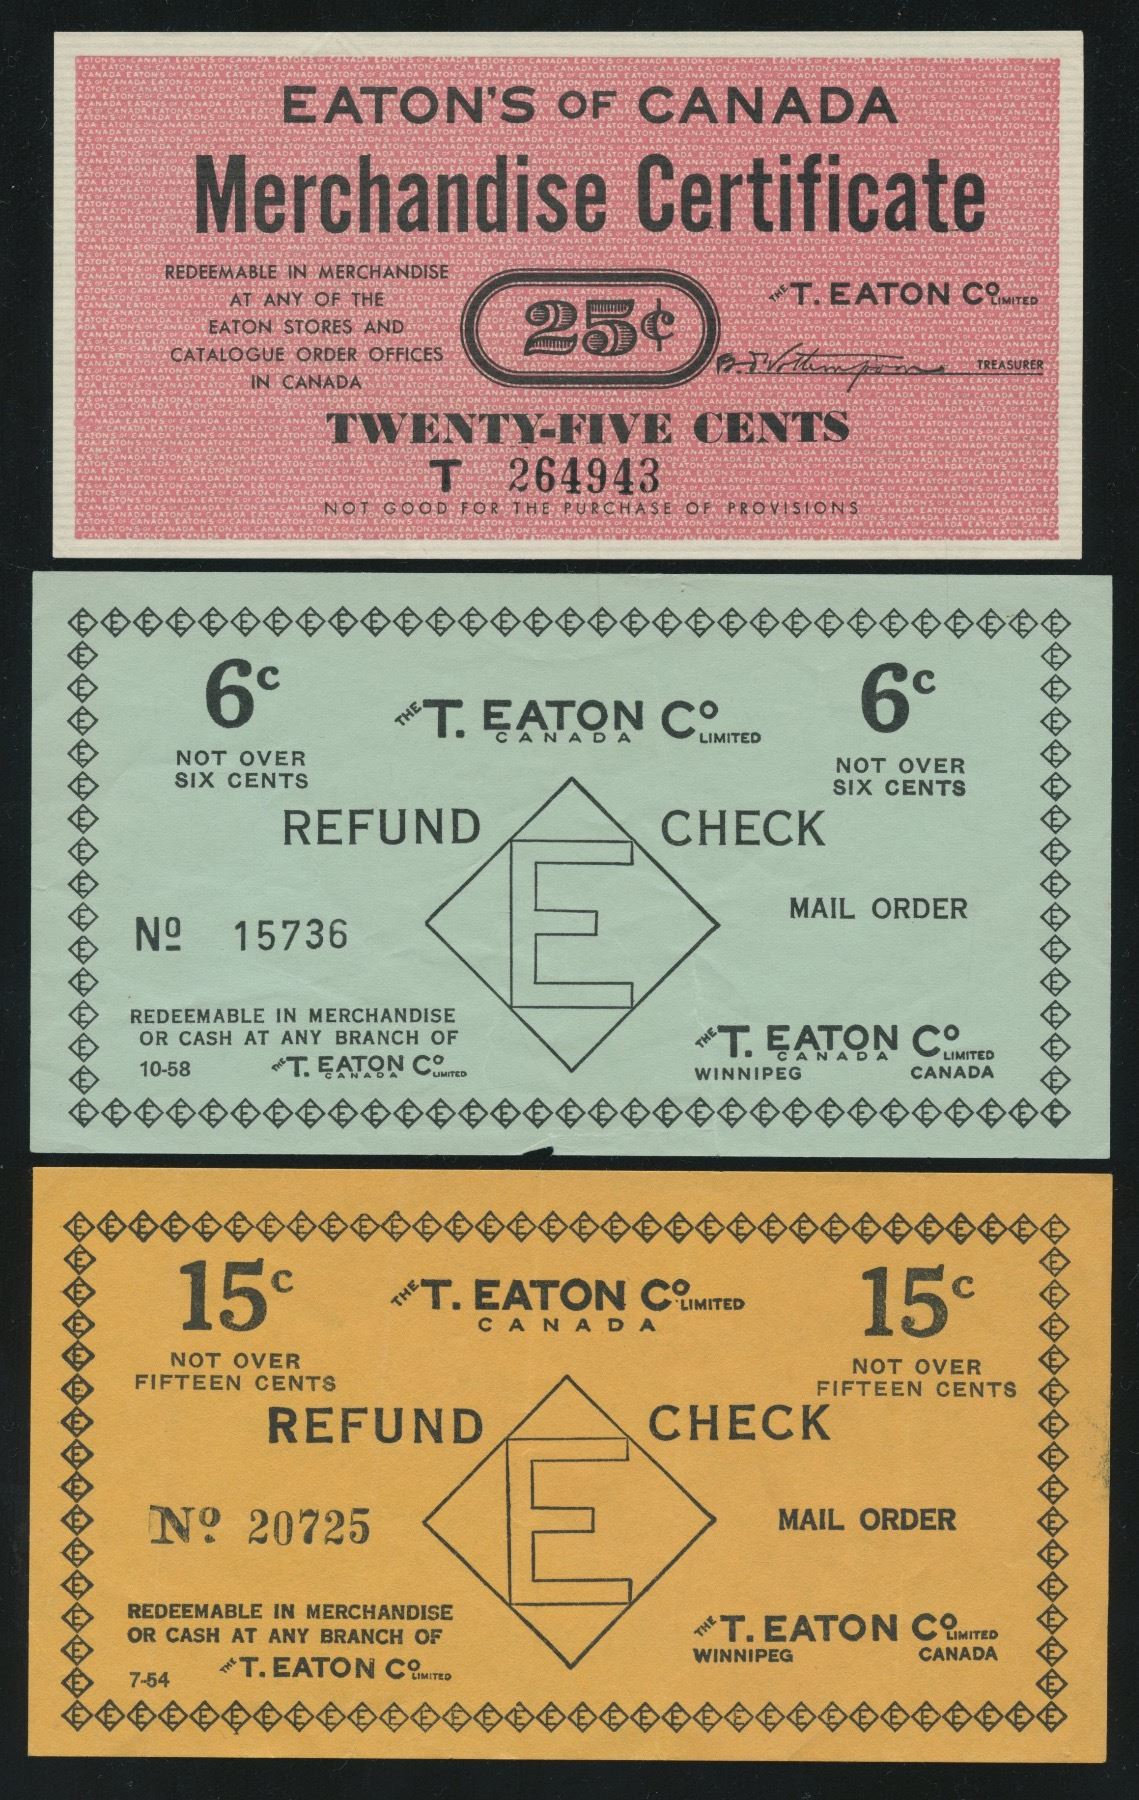 EATON'S OF CANADA
Merchandise Certificate
REDEEMABLE IN MERCHANDISE
AT ANY OF THE
EATON STORES AND
CATALOGUE ORDER OFFICES
IN CANADA
25¢
THE T. EATON Co LIMITED
TREASURER
TWENTY-FIVE CENTS
T 264943
NOT GOOD FOR THE PURCHASE OF PROVISIONS
6c
NOT OVER
SIX CENTS
THE T. EATON Co LIMITED
CANADA
6c
NOT OVER
SIX CENTS
REFUND CHECK
E
No 15736
MAIL ORDER
REDEEMABLE IN MERCHANDISE
OR CASH AT ANY BRANCH OF
10-58 THE T. EATON Co LIMITED
CANADA
THE T. EATON Co LIMITED
CANADA
WINNIPEG CANADA
15c
NOT OVER
FIFTEEN CENTS
THE T. EATON Co LIMITED
CANADA
15c
NOT OVER
FIFTEEN CENTS
REFUND CHECK
E
No 20725
MAIL ORDER
REDEEMABLE IN MERCHANDISE
OR CASH AT ANY BRANCH OF
7-54 THE T. EATON Co LIMITED
THE T. EATON Co LIMITED
WINNIPEG CANADA